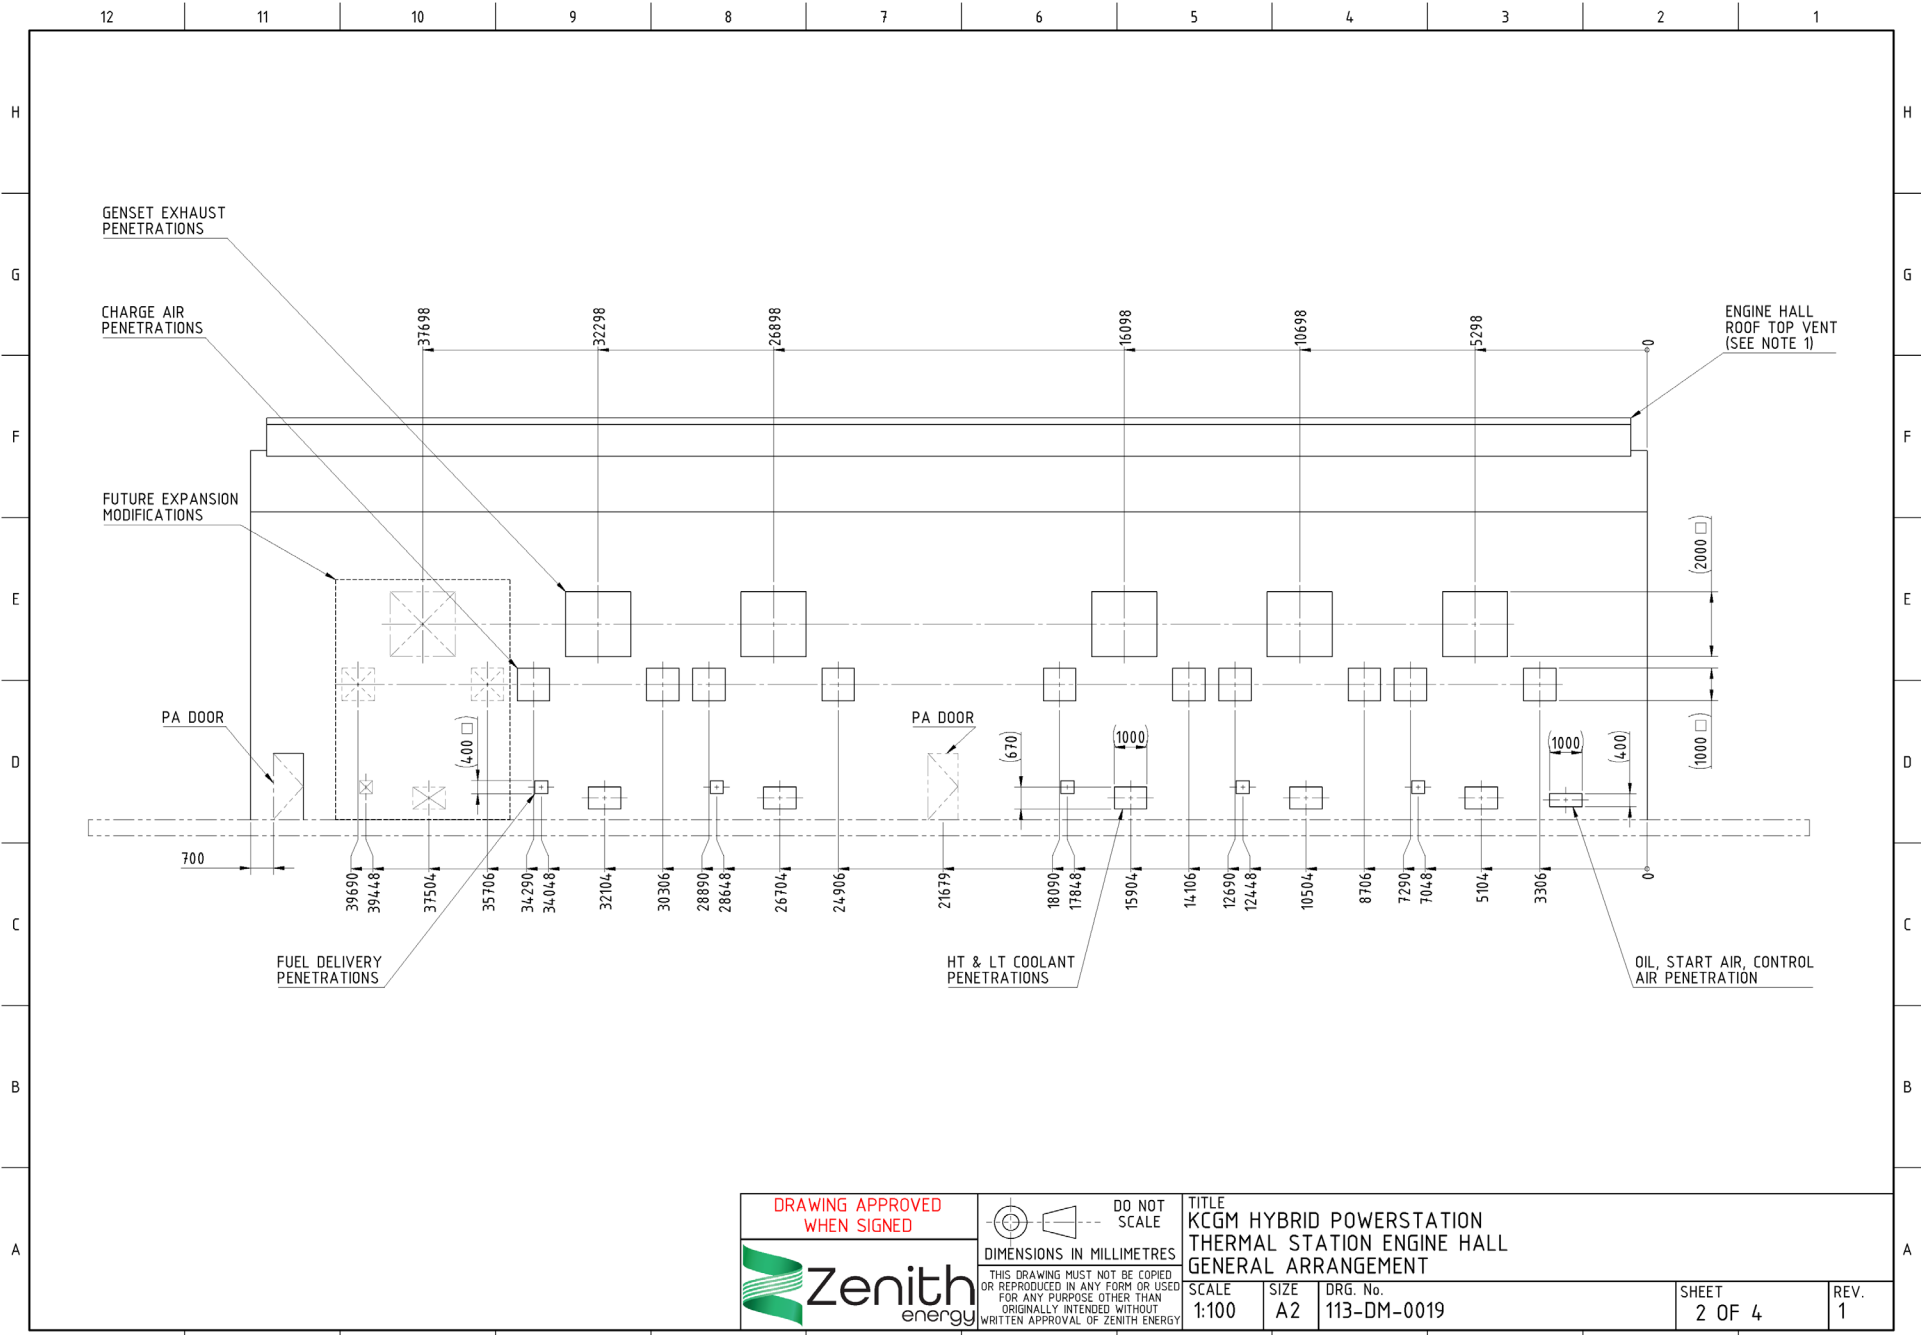 12 11 10 9 8 7 6 5 4 3 2 1
H H
GENSET EXHAUST
PENETRATIONS
G G
CHARGE AIR
PENETRATIONS
37698 32298 26898 16098 10698 5298 0
ENGINE HALL
ROOF TOP VENT
(SEE NOTE 1)
F F
FUTURE EXPANSION
MODIFICATIONS
(2000 □)
E E
PA DOOR
(400 □)
PA DOOR
(670)
(1000)
(1000)
(400)
(1000 □)
D D
700
39690 39448 37504 35706 34290 34048 32104 30306 28890 28648 26704 24906 21679 18090 17848 15904 14106 12690 12448 10504 8706 7290 7048 5104 3306 0
C C
FUEL DELIVERY
PENETRATIONS
HT & LT COOLANT
PENETRATIONS
OIL, START AIR, CONTROL
AIR PENETRATION
B B
A A
DRAWING APPROVED
WHEN SIGNED
Zenith
energy
DO NOT
SCALE
DIMENSIONS IN MILLIMETRES
THIS DRAWING MUST NOT BE COPIED
OR REPRODUCED IN ANY FORM OR USED
FOR ANY PURPOSE OTHER THAN
ORIGINALLY INTENDED WITHOUT
WRITTEN APPROVAL OF ZENITH ENERGY
TITLE
KCGM HYBRID POWERSTATION
THERMAL STATION ENGINE HALL
GENERAL ARRANGEMENT
SCALE
1:100
SIZE
A2
DRG. No.
113-DM-0019
SHEET
2 OF 4
REV.
1